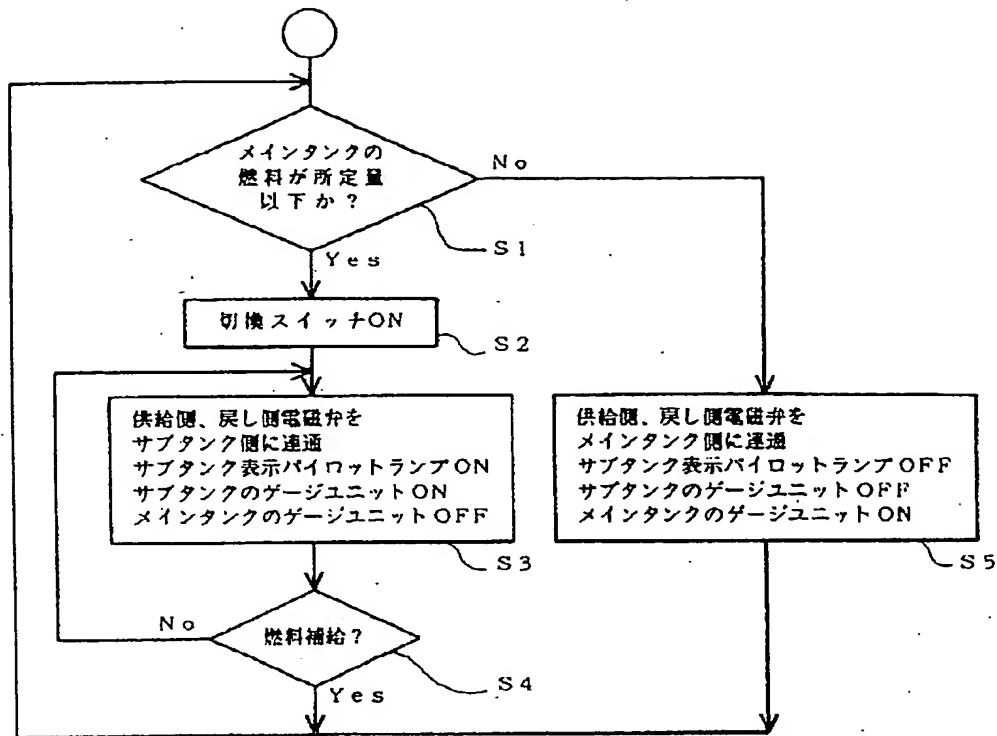 メインタンクの
燃料が所定量
以下か？
No
S1
Yes
切換スイッチON
S2
供給側、戻し側電磁弁を
サブタンク側に連通
サブタンク表示パイロットランプON
サブタンクのゲージユニットON
メインタンクのゲージユニットOFF
S3
供給側、戻し側電磁弁を
メインタンク側に連通
サブタンク表示パイロットランプOFF
サブタンクのゲージユニットOFF
メインタンクのゲージユニットON
S5
No
燃料補給？
S4
Yes